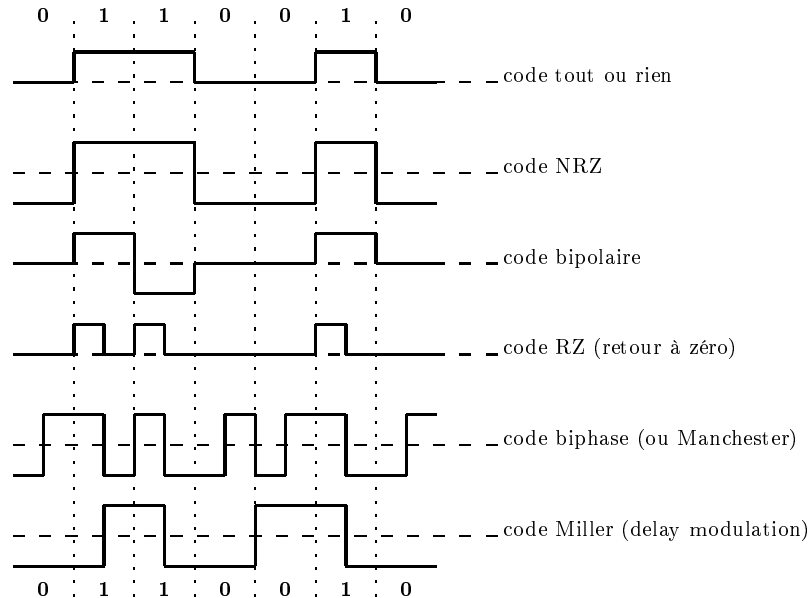 0 1 1 0 0 1 0
code tout ou rien
code NRZ
code bipolaire
code RZ (retour à zéro)
code biphase (ou Manchester)
code Miller (delay modulation)
0 1 1 0 0 1 0